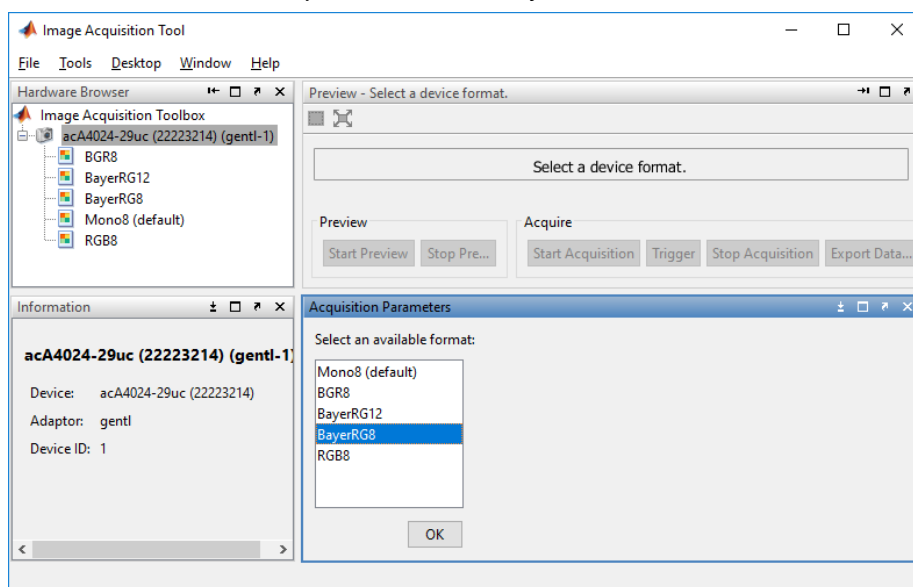 Image Acquisition Tool
File Tools Desktop Window Help
Hardware Browser
Image Acquisition Toolbox
acA4024-29uc (22223214) (gentl-1)
BGR8
BayerRG12
BayerRG8
Mono8 (default)
RGB8
Preview - Select a device format.
Select a device format.
Preview
Start Preview Stop Pre...
Acquire
Start Acquisition Trigger Stop Acquisition Export Data...
Information
acA4024-29uc (22223214) (gentl-1)
Device: acA4024-29uc (22223214)
Adaptor: gentl
Device ID: 1
Acquisition Parameters
Select an available format:
Mono8 (default)
BGR8
BayerRG12
BayerRG8
RGB8
OK